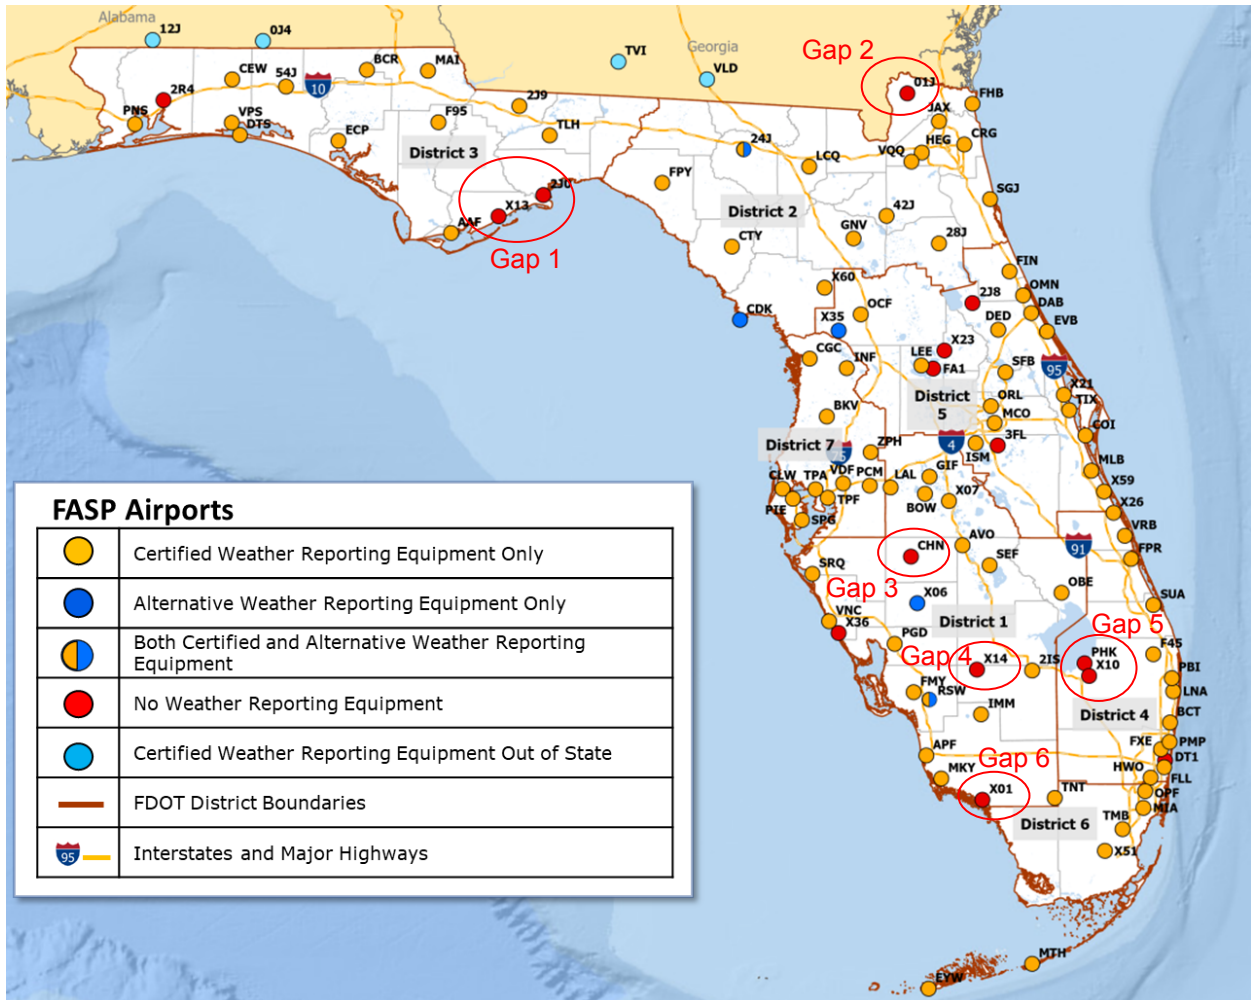 Alabama
12J
0J4
TVI
Georgia
VLD
Gap 2
01J
BCR
MAI
CEW
54J
10
2R4
2J9
FHB
JAX
PNS
VPS
DTS
F95
ECP
TLH
24J
CRG
HEG
VQQ
LCQ
District 3
FPY
2J0
X13
AAF
Gap 1
District 2
42J
SGJ
GNV
28J
CTY
FIN
X60
OMN
2J8
DAB
CDK
X35
OCF
DED
EVB
CGC
INF
X23
LEE
FA1
SFB
95
X21
TIX
District
5
ORL
MCO
BKV
COI
District 7
75
ZPH
4
3FL
ISM
MLB
CLW
TPA
VDF
PCM
LAL
GIF
X07
X59
PIE
TPF
BOW
X26
SPG
VRB
CHN
AVO
91
FPR
SRQ
Gap 3
SEF
X06
OBE
SUA
VNC
X36
District 1
Gap 5
PGD
Gap 4
X14
2IS
PHK
X10
F45
PBI
FMY
RSW
LNA
IMM
District 4
BCT
APF
Gap 6
FXE
PMP
DT1
MKY
HWO
FLL
X01
TNT
OPF
MIA
District 6
TMB
X51
MTH
EYW
FASP Airports
Certified Weather Reporting Equipment Only
Alternative Weather Reporting Equipment Only
Both Certified and Alternative Weather Reporting
Equipment
No Weather Reporting Equipment
Certified Weather Reporting Equipment Out of State
FDOT District Boundaries
95
Interstates and Major Highways